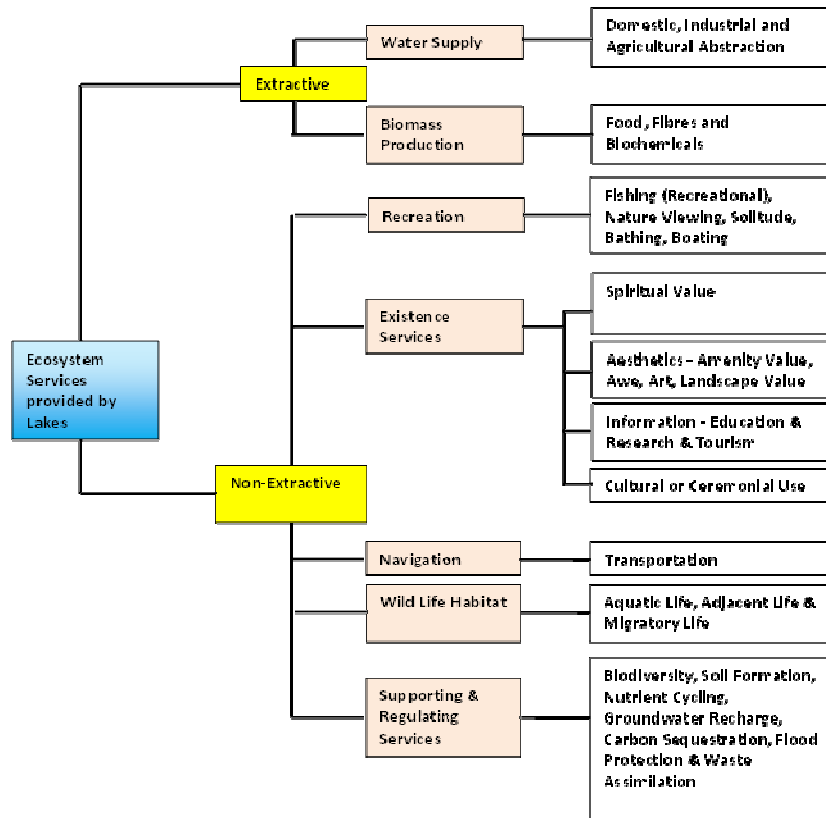 Water Supply
Domestic, Industrial and
Agricultural Abstraction
Extractive
Biomass
Production
Food, Fibres and
Biochemicals
Recreation
Fishing (Recreational),
Nature Viewing, Solitude,
Bathing, Boating
Existence
Services
Spiritual Value
Ecosystem
Services
provided by
Lakes
Aesthetics – Amenity Value,
Awe, Art, Landscape Value
Information - Education &
Research & Tourism
Non-Extractive
Cultural or Ceremonial Use
Navigation
Transportation
Wild Life Habitat
Aquatic Life, Adjacent Life &
Migratory Life
Supporting &
Regulating
Services
Biodiversity, Soil Formation,
Nutrient Cycling,
Groundwater Recharge,
Carbon Sequestration, Flood
Protection & Waste
Assimilation